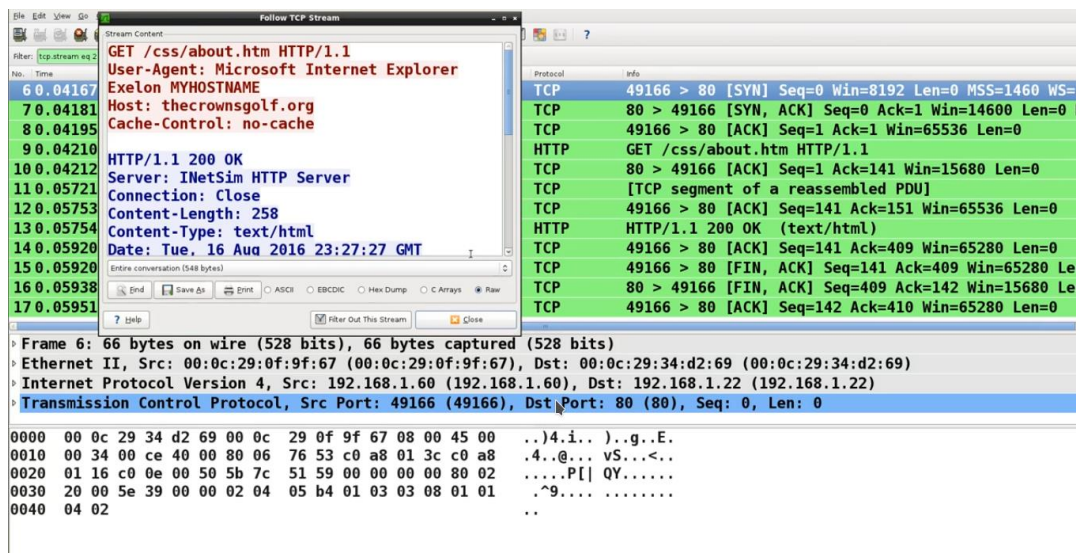 File Edit View Go
Follow TCP Stream
Stream Content
GET /css/about.htm HTTP/1.1
User-Agent: Microsoft Internet Explorer
Exelon MYHOSTNAME
Host: thecrownsgolf.org
Cache-Control: no-cache
HTTP/1.1 200 OK
Server: INetSim HTTP Server
Connection: Close
Content-Length: 258
Content-Type: text/html
Date: Tue, 16 Aug 2016 23:27:27 GMT
Entire conversation (548 bytes)
Find Save As Print ASCII EBCDIC Hex Dump C Arrays Raw
Help Filter Out This Stream Close
Filter: tcp.stream eq 2
No. Time Protocol Info
6 0.04167 TCP 49166 > 80 [SYN] Seq=0 Win=8192 Len=0 MSS=1460 WS=
7 0.04181 TCP 80 > 49166 [SYN, ACK] Seq=0 Ack=1 Win=14600 Len=0
8 0.04195 TCP 49166 > 80 [ACK] Seq=1 Ack=1 Win=65536 Len=0
9 0.04210 HTTP GET /css/about.htm HTTP/1.1
10 0.04212 TCP 80 > 49166 [ACK] Seq=1 Ack=141 Win=15680 Len=0
11 0.05721 TCP [TCP segment of a reassembled PDU]
12 0.05753 TCP 49166 > 80 [ACK] Seq=141 Ack=151 Win=65536 Len=0
13 0.05754 HTTP HTTP/1.1 200 OK (text/html)
14 0.05920 TCP 49166 > 80 [ACK] Seq=141 Ack=409 Win=65280 Len=0
15 0.05920 TCP 49166 > 80 [FIN, ACK] Seq=141 Ack=409 Win=65280 Le
16 0.05938 TCP 80 > 49166 [FIN, ACK] Seq=409 Ack=142 Win=15680 Le
17 0.05951 TCP 49166 > 80 [ACK] Seq=142 Ack=410 Win=65280 Len=0
Frame 6: 66 bytes on wire (528 bits), 66 bytes captured (528 bits)
Ethernet II, Src: 00:0c:29:0f:9f:67 (00:0c:29:0f:9f:67), Dst: 00:0c:29:34:d2:69 (00:0c:29:34:d2:69)
Internet Protocol Version 4, Src: 192.168.1.60 (192.168.1.60), Dst: 192.168.1.22 (192.168.1.22)
Transmission Control Protocol, Src Port: 49166 (49166), Dst Port: 80 (80), Seq: 0, Len: 0
0000 00 0c 29 34 d2 69 00 0c 29 0f 9f 67 08 00 45 00 ..)4.i.. )..g..E.
0010 00 34 00 ce 40 00 80 06 76 53 c0 a8 01 3c c0 a8 .4..@... vS...<..
0020 01 16 c0 0e 00 50 5b 7c 51 59 00 00 00 00 80 02 .....P[| QY......
0030 20 00 5e 39 00 00 02 04 05 b4 01 03 03 08 01 01 .^9.... ........
0040 04 02 ..